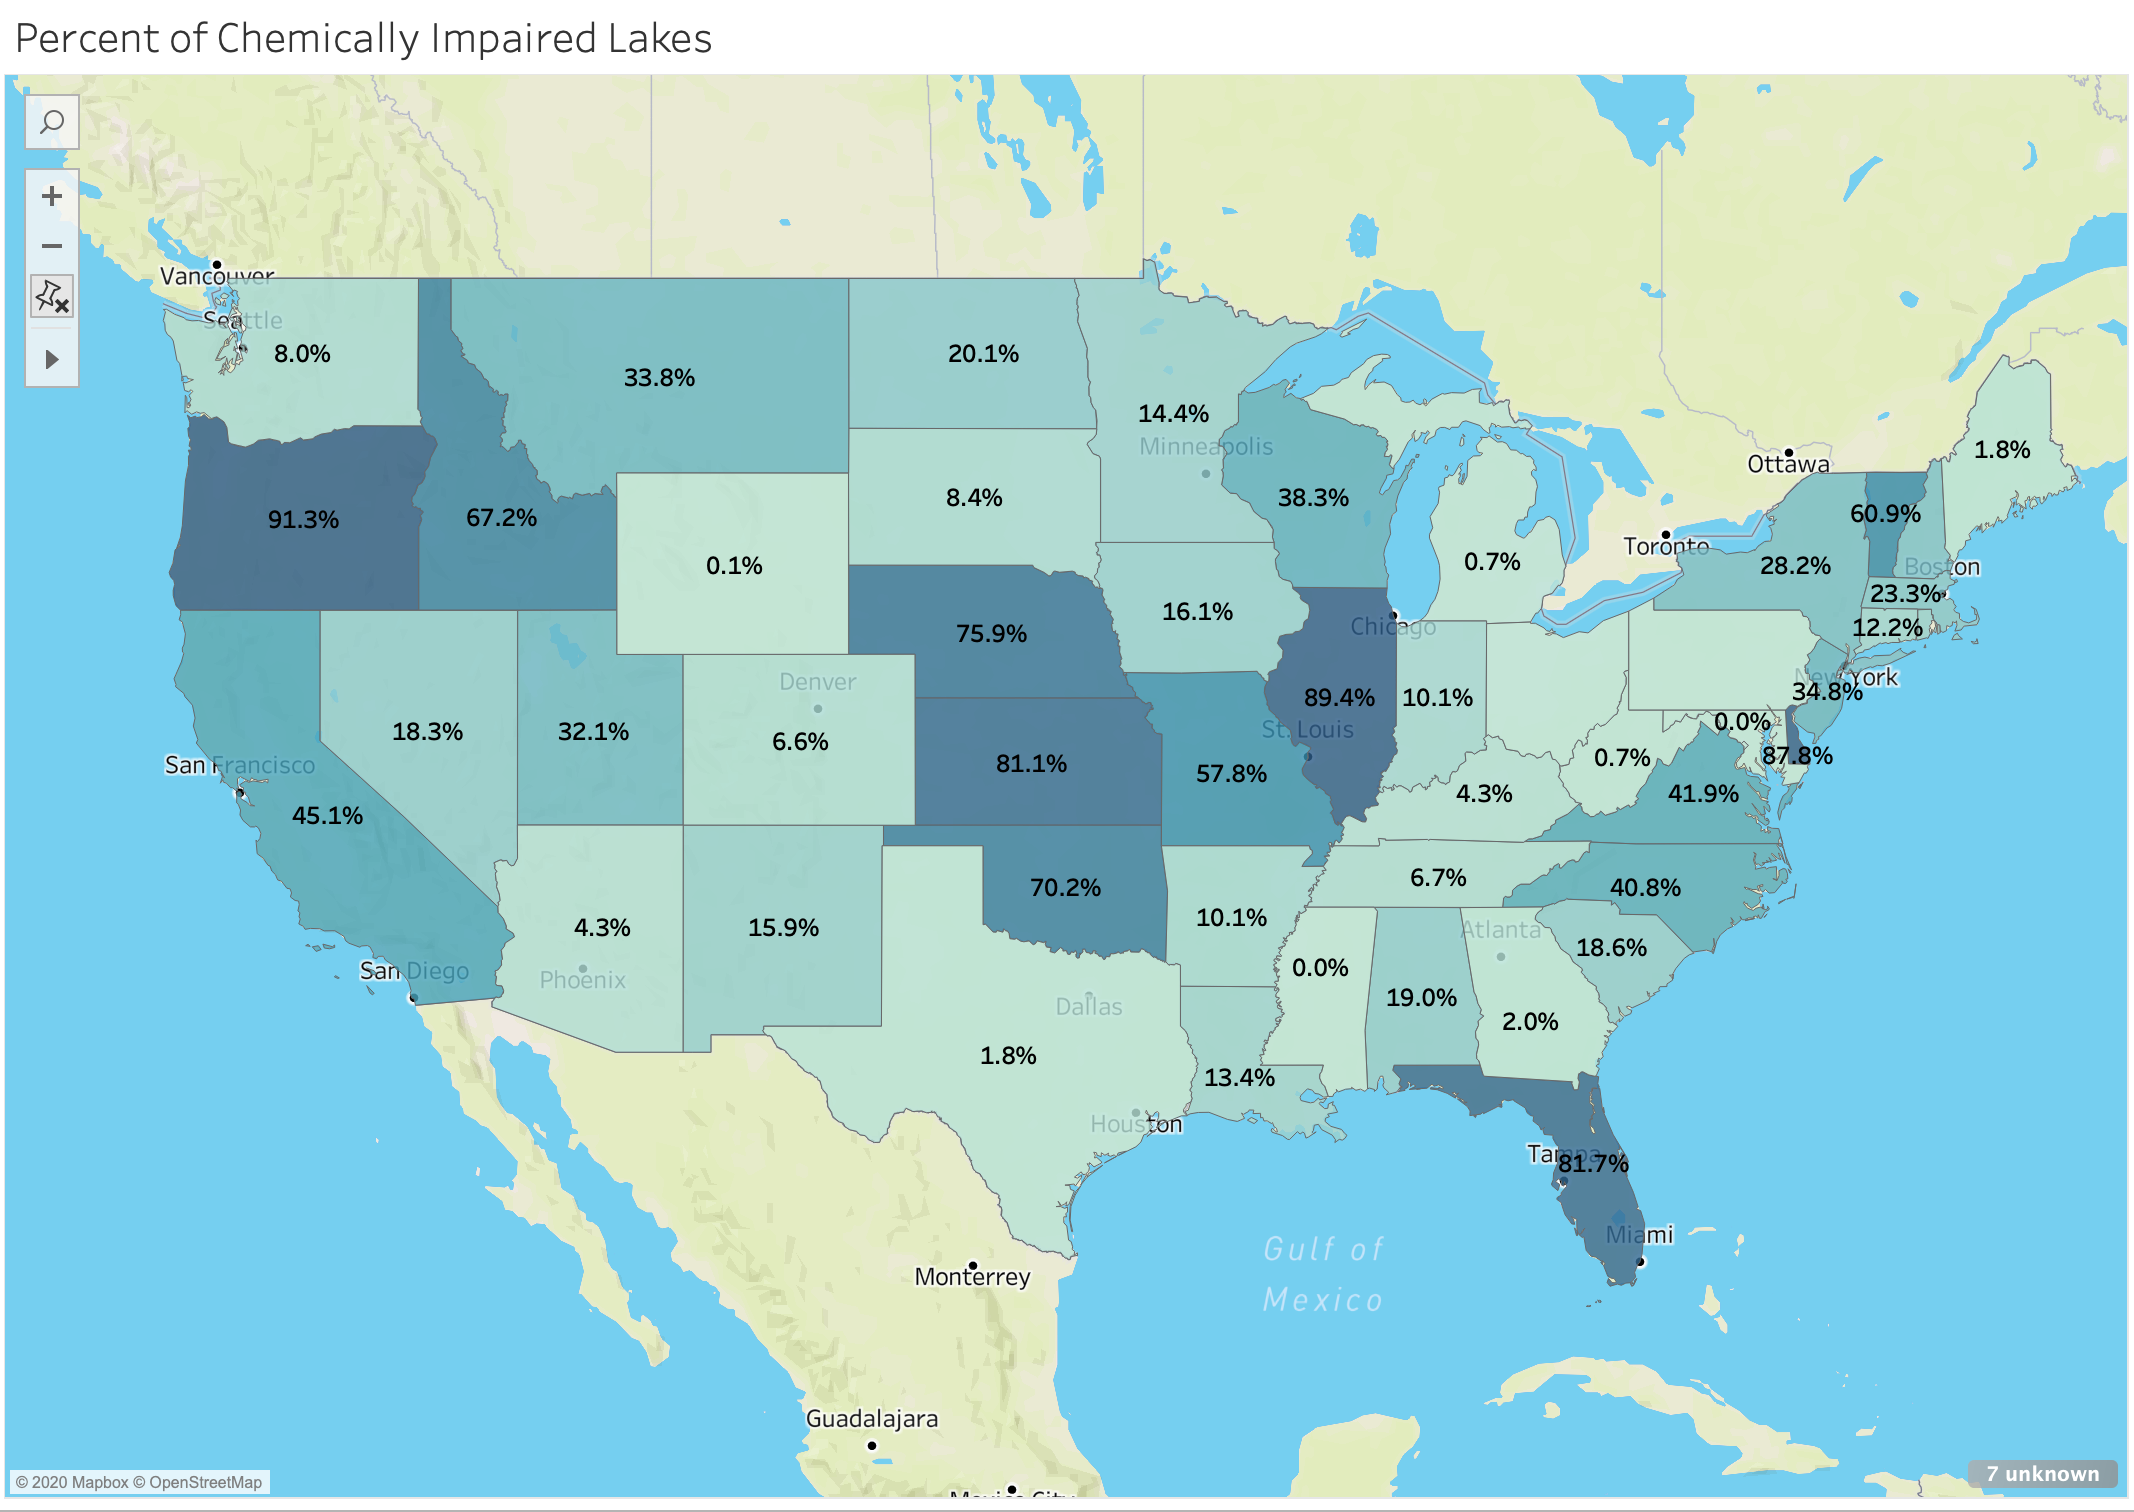 Percent of Chemically Impaired Lakes
Vancouver
Seattle
8.0%
33.8%
20.1%
14.4%
Minneapolis
1.8%
Ottawa
91.3%
67.2%
8.4%
38.3%
60.9%
0.1%
0.7%
Toronto
28.2%
Boston
23.3%
75.9%
16.1%
Chicago
12.2%
New York
34.8%
Denver
89.4%
10.1%
18.3%
32.1%
6.6%
St. Louis
0.0%
87.8%
San Francisco
81.1%
57.8%
0.7%
45.1%
4.3%
41.9%
70.2%
6.7%
40.8%
4.3%
15.9%
10.1%
Atlanta
18.6%
San Diego
Phoenix
0.0%
19.0%
Dallas
2.0%
1.8%
13.4%
Houston
Tampa
81.7%
Miami
Gulf of
Mexico
Monterrey
Guadalajara
Mexico City
© 2020 Mapbox © OpenStreetMap
7 unknown